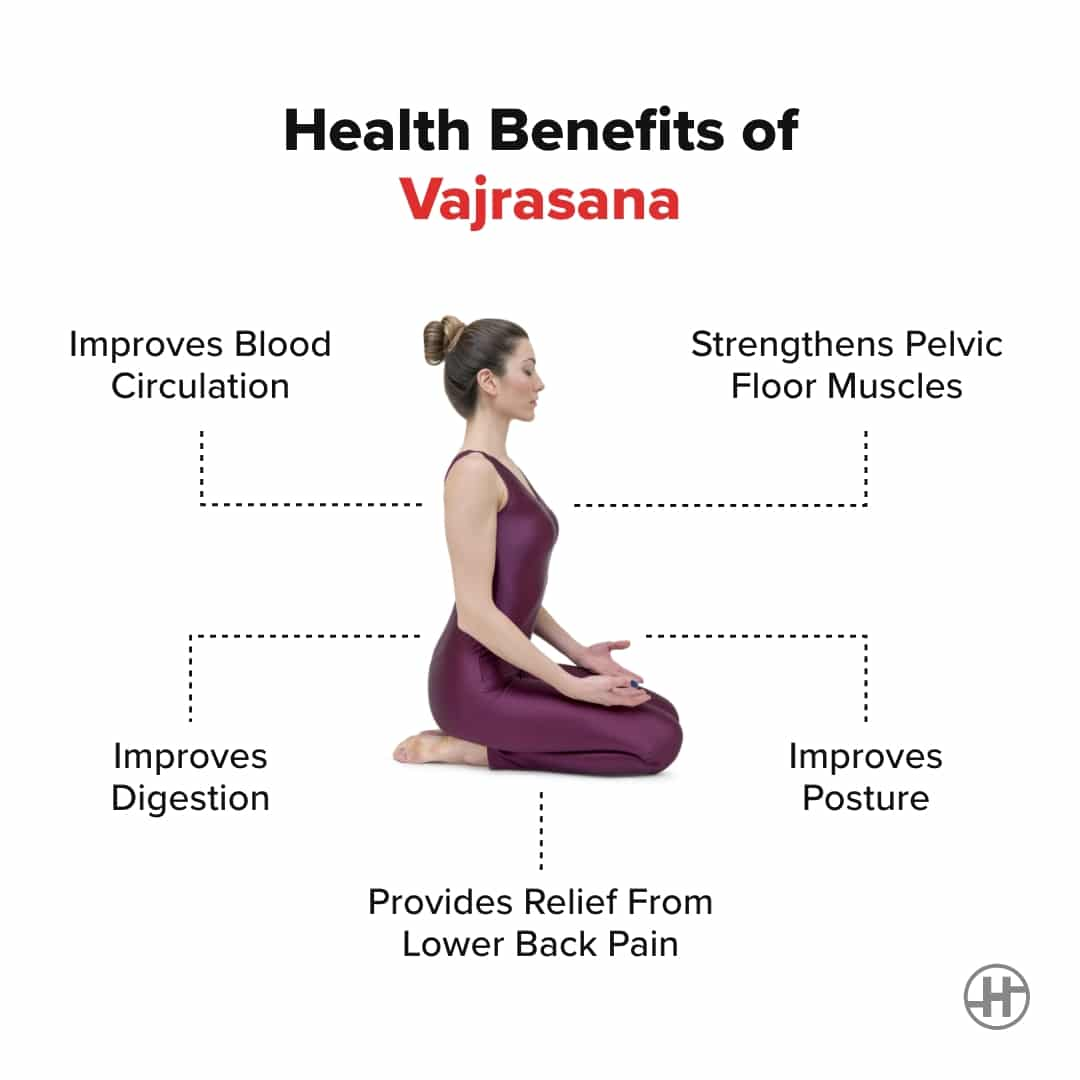 Health Benefits of
Vajrasana
Improves Blood
Circulation
Strengthens Pelvic
Floor Muscles
Improves
Digestion
Improves
Posture
Provides Relief From
Lower Back Pain
H